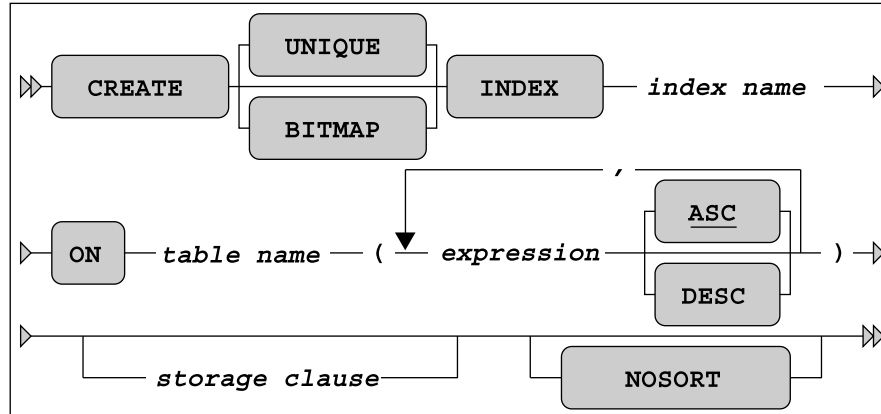 UNIQUE
CREATE INDEX index name
BITMAP
,
ASC
ON table name ( expression )
DESC
storage clause NOSORT